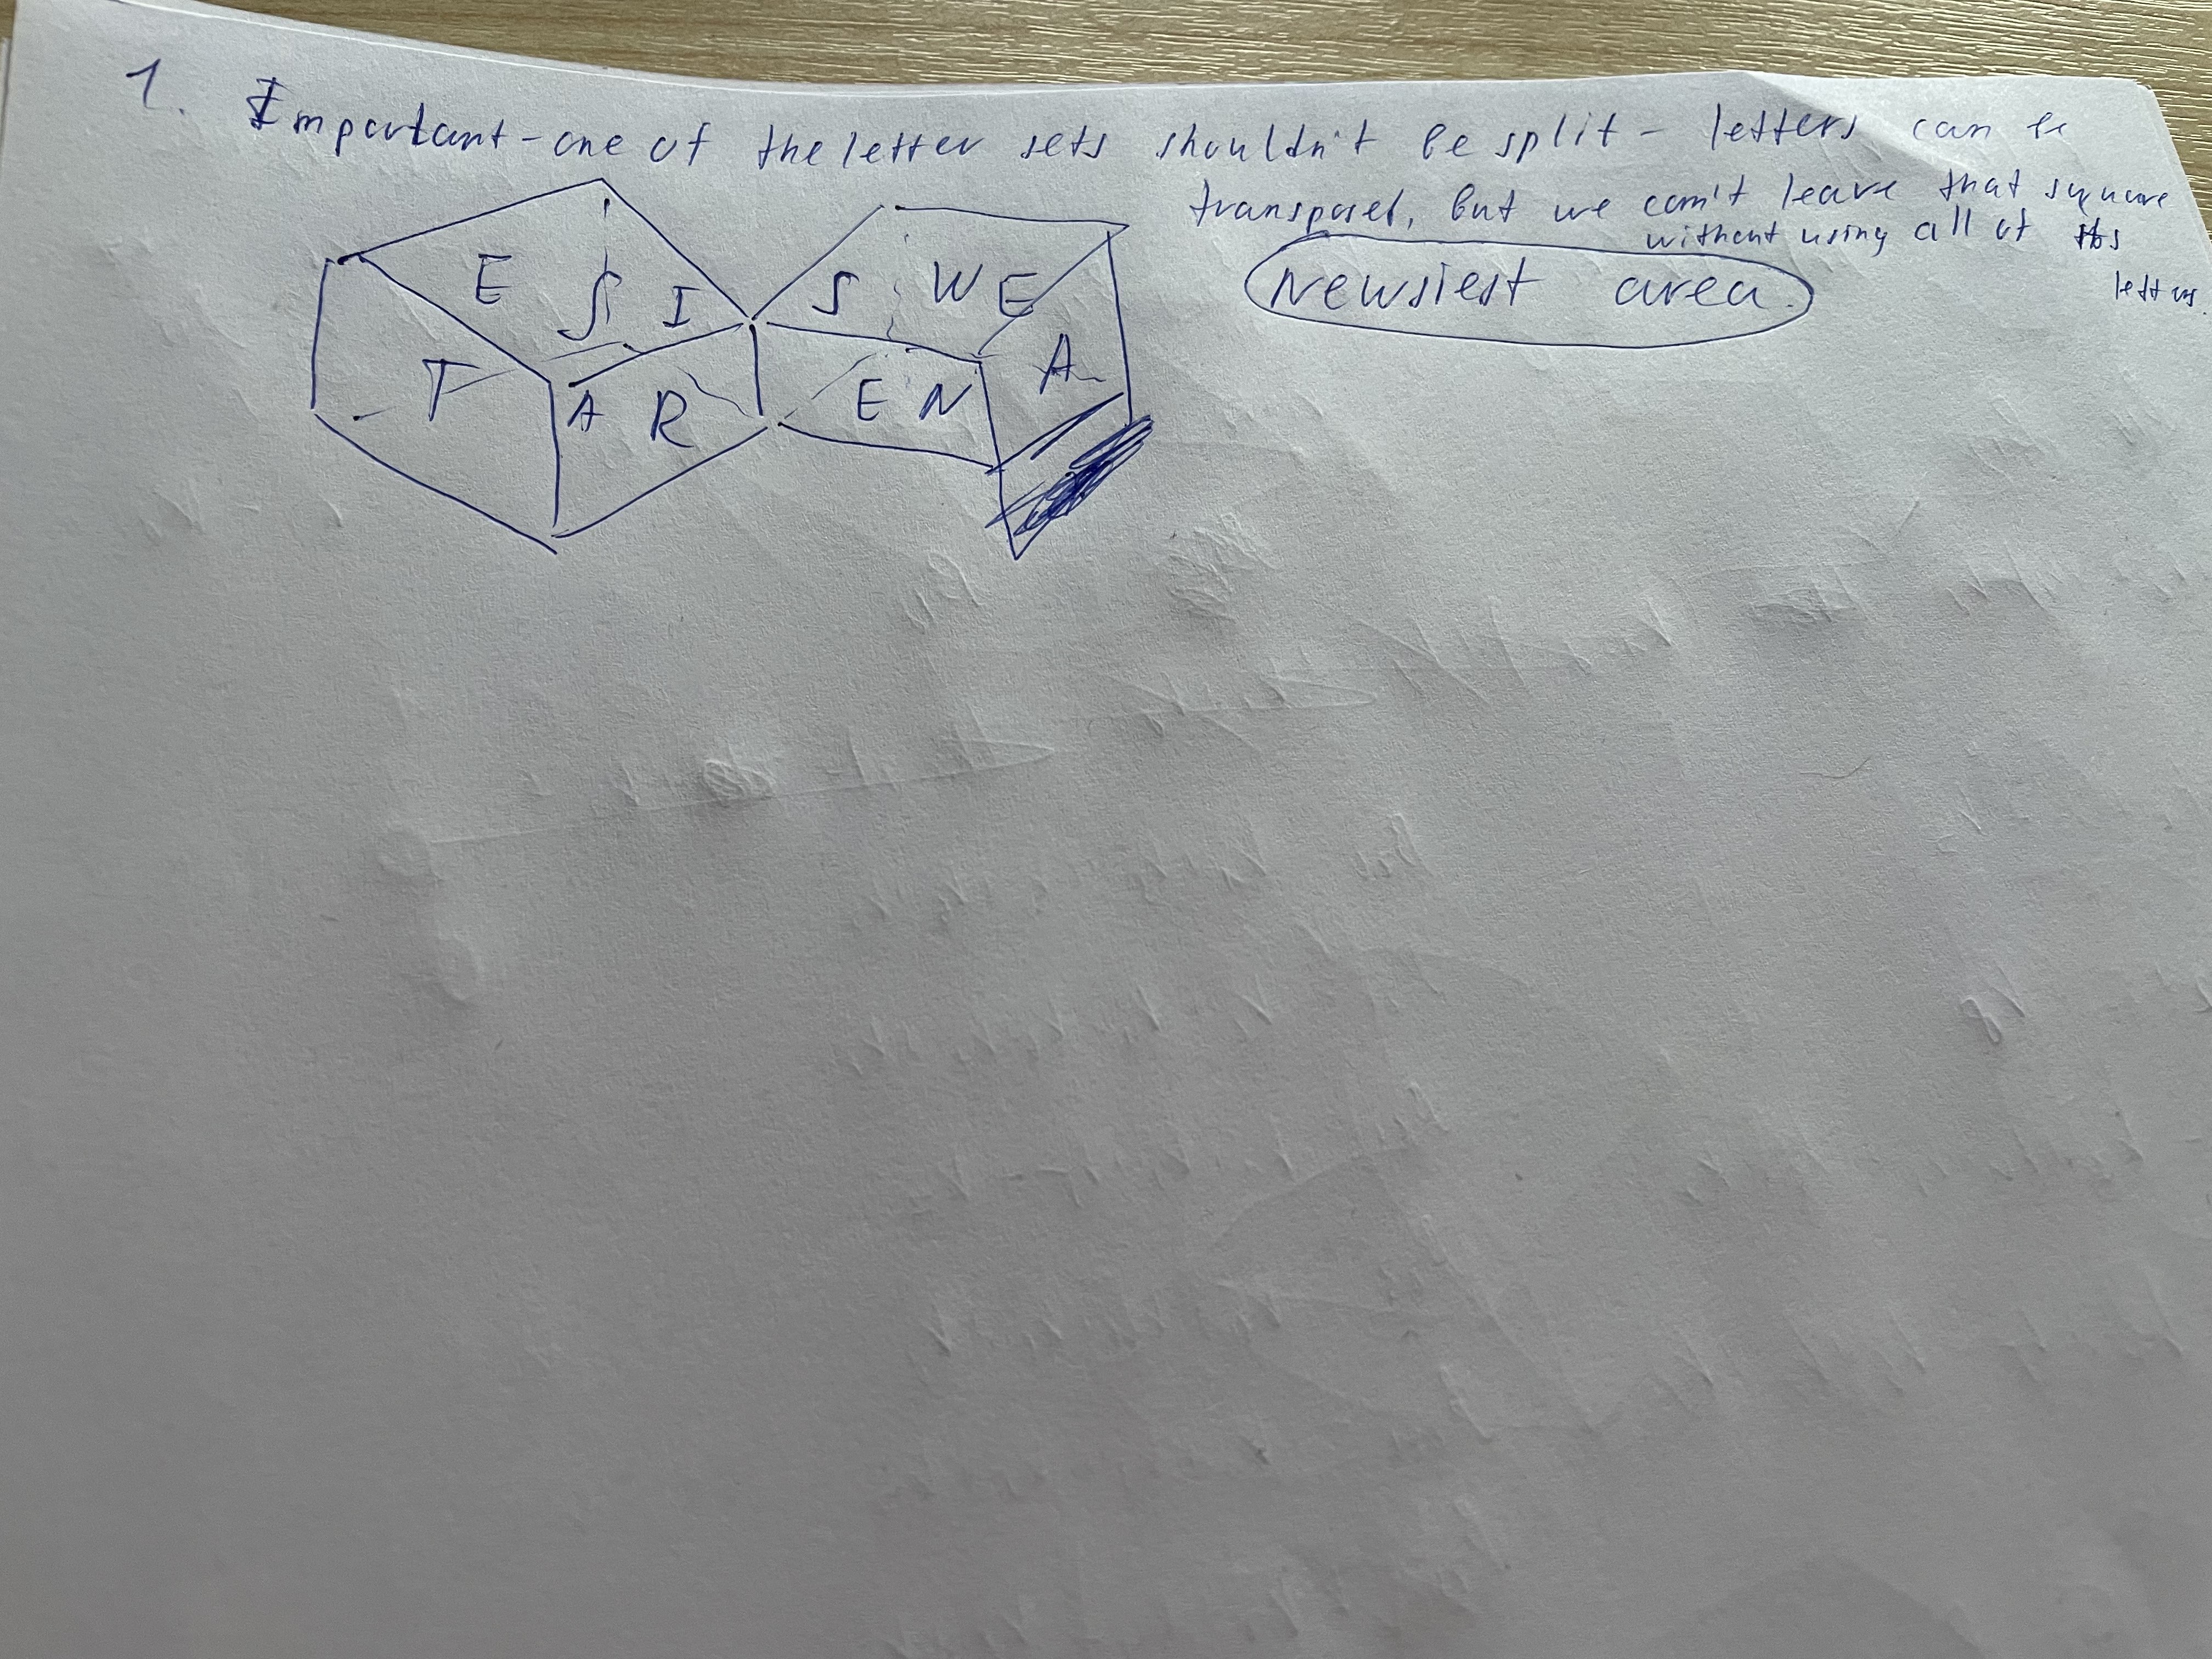 1. Important - one of the letter sets shouldn't be split - letters can be
transposed, but we can't leave that square
without using all of its
letters.
Newsiest area.
E S I S W E
T A R E N A